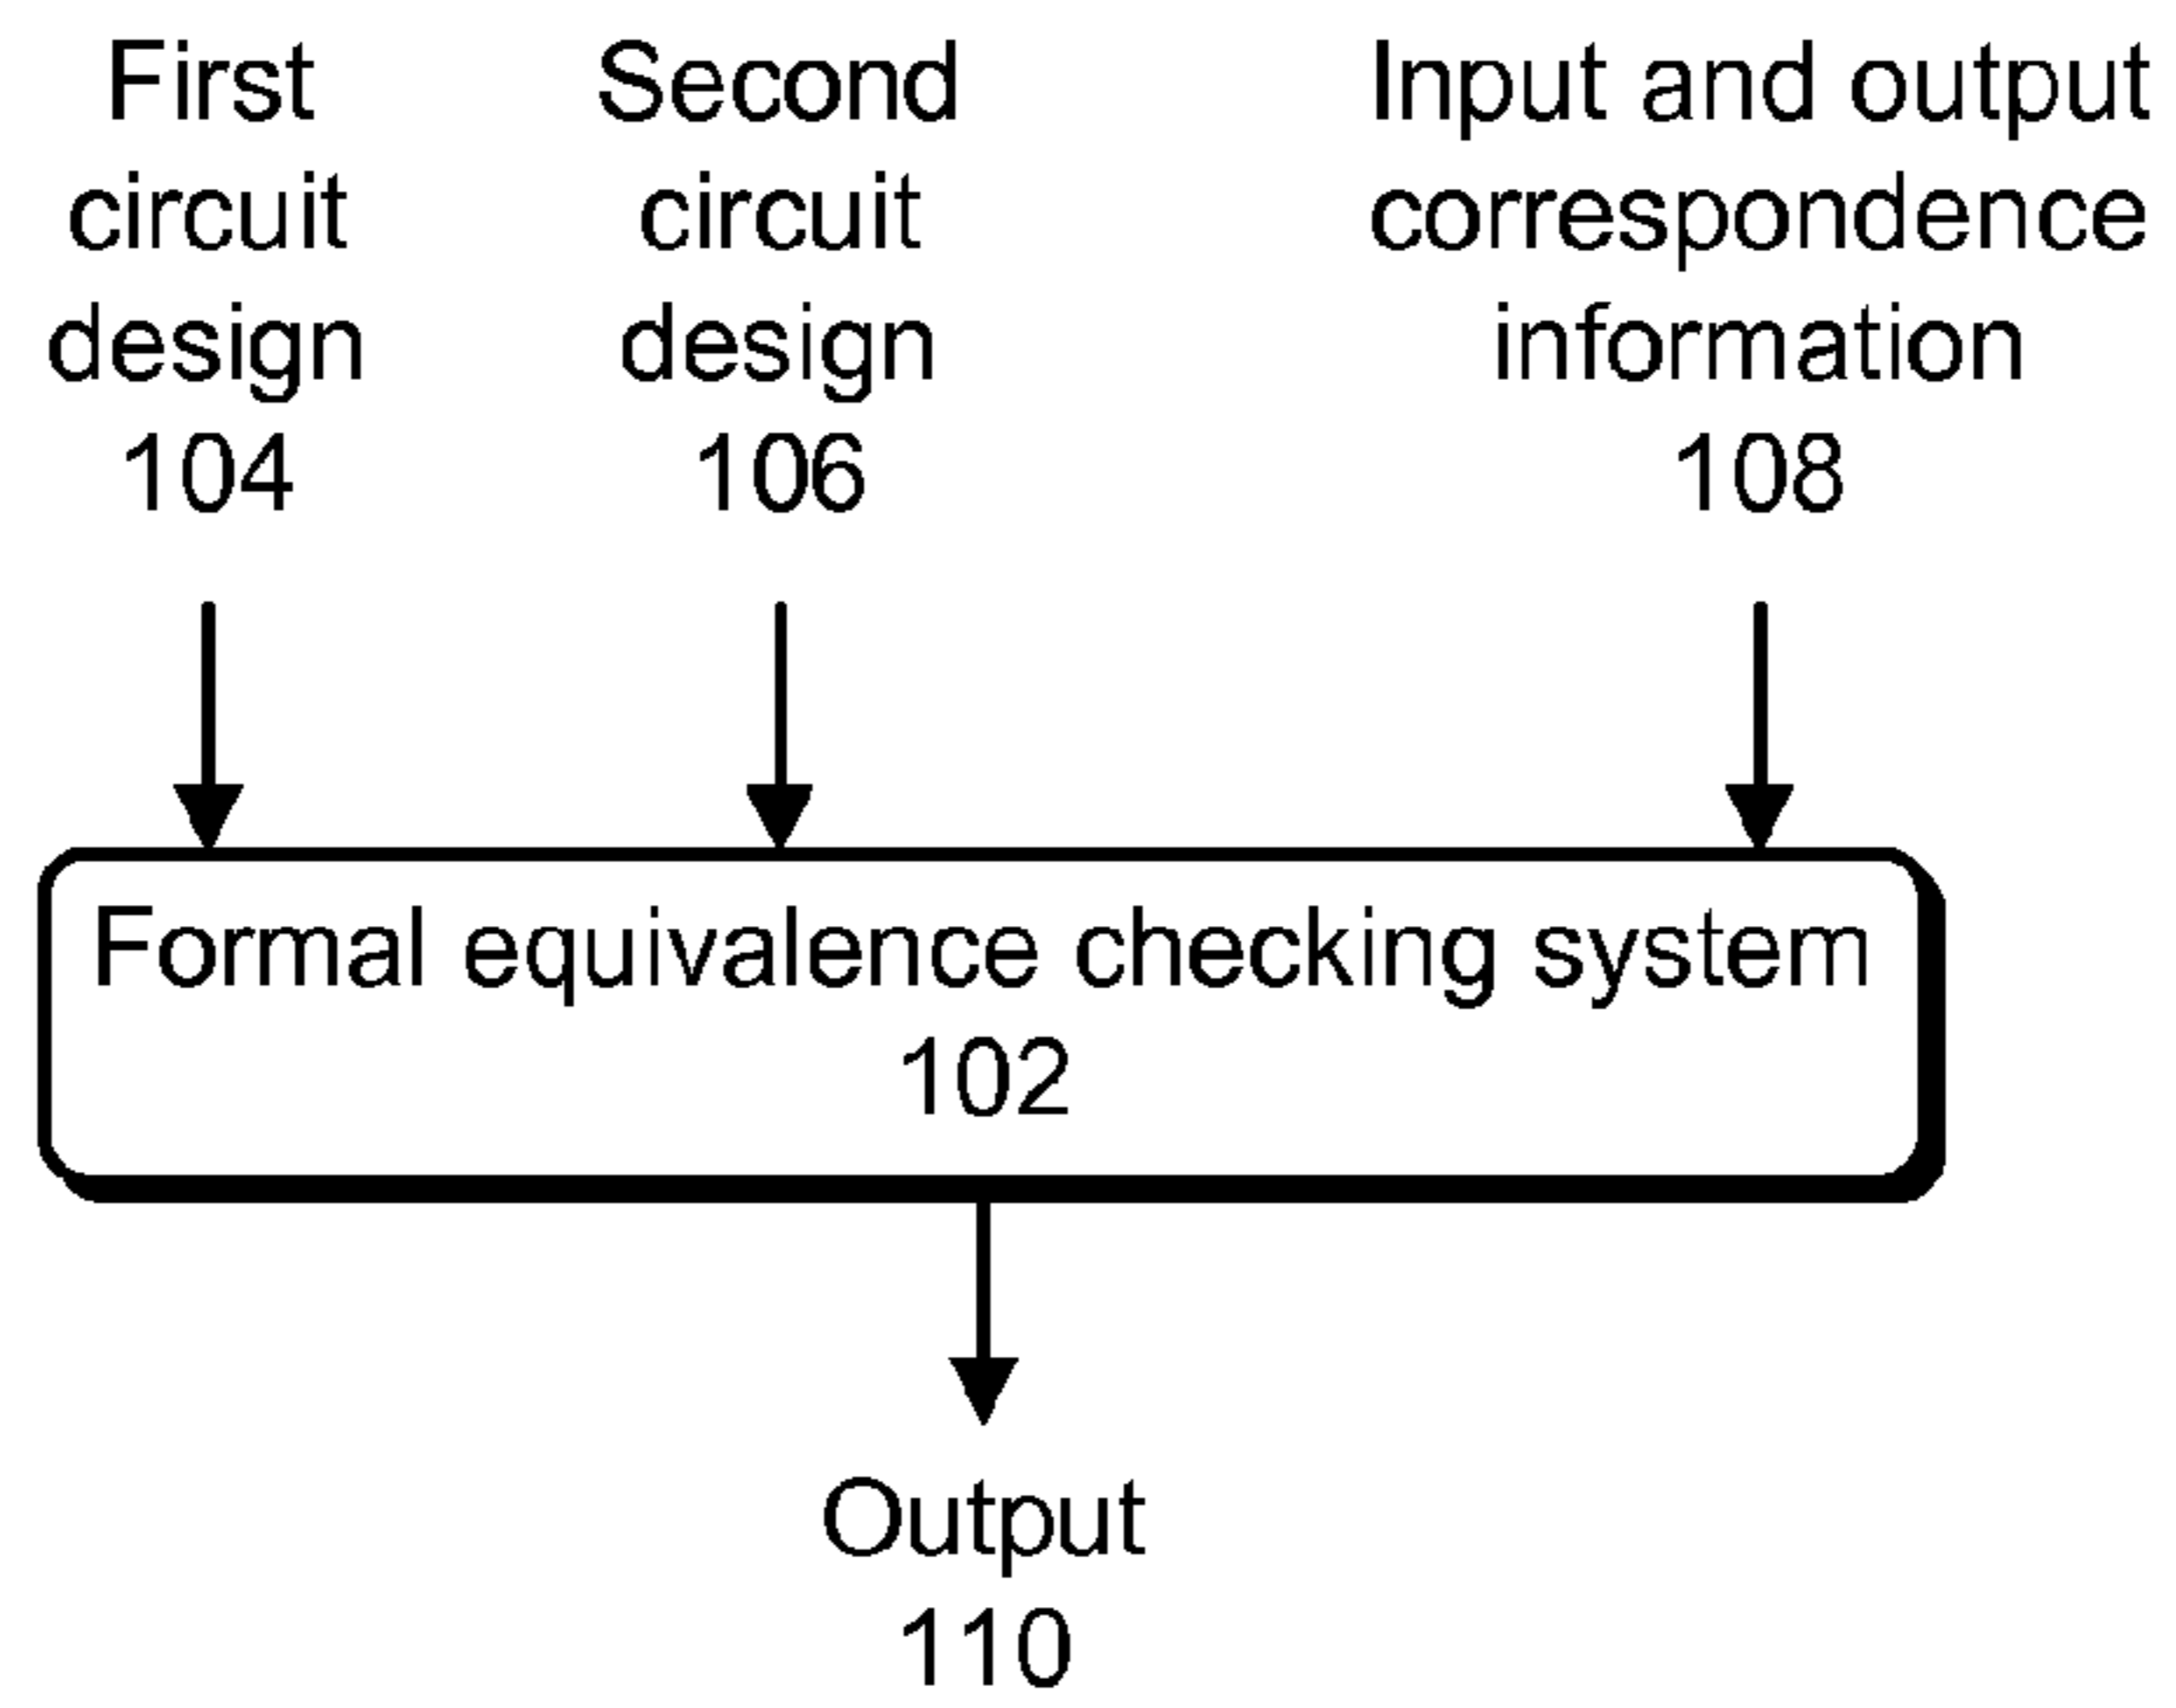 First
circuit
design
104
Second
circuit
design
106
Input and output
correspondence
information
108
Formal equivalence checking system
102
Output
110